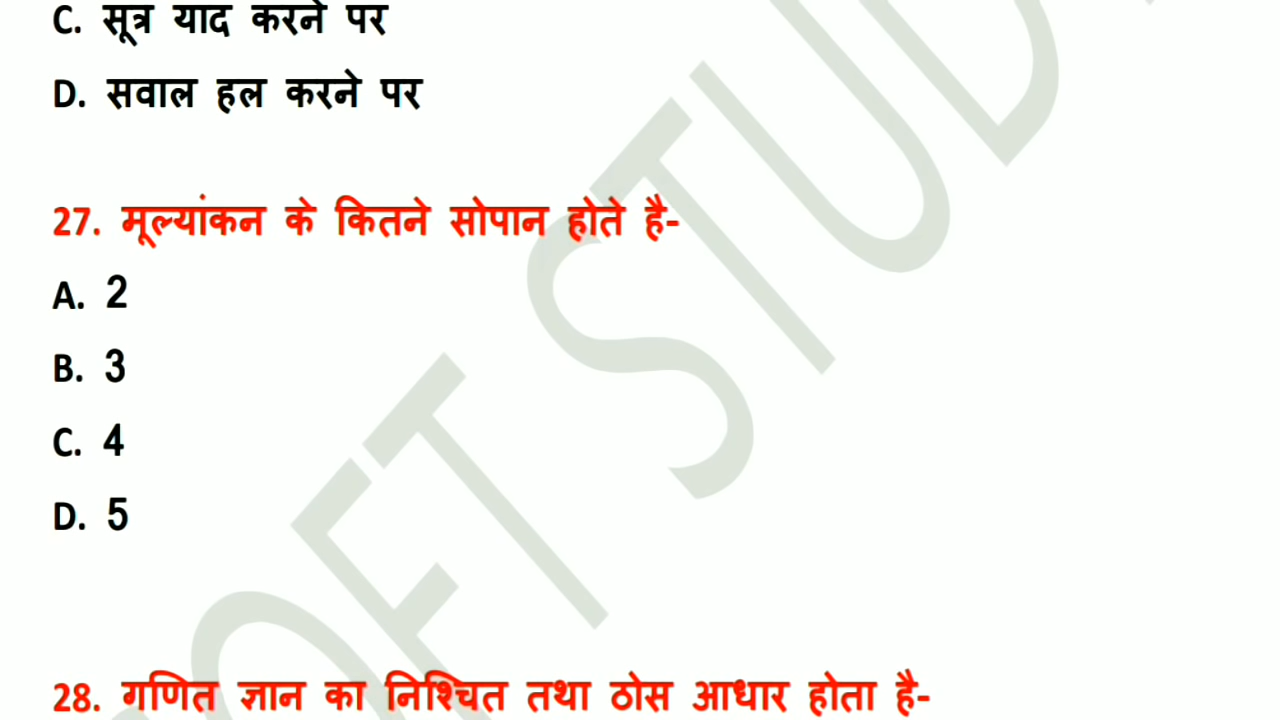 C. सूत्र याद करने पर
D. सवाल हल करने पर
27. मूल्यांकन के कितने सोपान होते है-
A. 2
B. 3
C. 4
D. 5
28. गणित ज्ञान का निश्चित तथा ठोस आधार होता है-